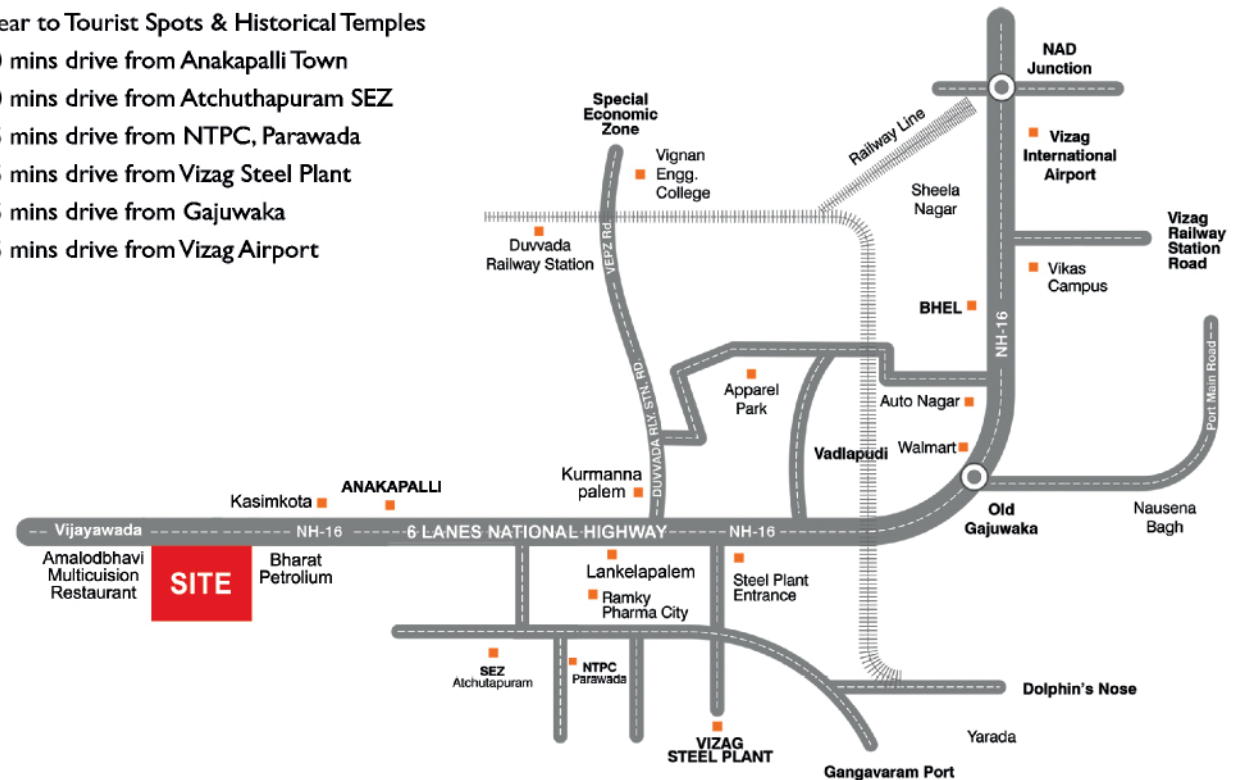 ear to Tourist Spots & Historical Temples
mins drive from Anakapalli Town
mins drive from Atchuthapuram SEZ
mins drive from NTPC, Parawada
mins drive from Vizag Steel Plant
mins drive from Gajuwaka
mins drive from Vizag Airport
NAD
Junction
Special
Economic
Zone
Railway Line
Vizag
International
Airport
Vignan
Engg.
College
Sheela
Nagar
Vizag
Railway
Station
Road
Duvvada
Railway Station
VEPZ Rd.
Vikas
Campus
BHEL
NH-16
Port Main Road
DUVVADA RLY. STN. RD.
Apparel
Park
Auto Nagar
Vadlapudi
Walmart
Kurmanna
palem
ANAKAPALLI
Kasimkota
Old
Gajuwaka
Nausena
Bagh
Vijayawada
NH-16
6 LANES NATIONAL HIGHWAY
NH-16
Amalodbhavi
Multicuision
Restaurant
SITE
Bharat
Petrolium
Lankelapalem
Ramky
Pharma City
Steel Plant
Entrance
SEZ
Atchutapuram
NTPC
Parawada
Dolphin's Nose
VIZAG
STEEL PLANT
Yarada
Gangavaram Port